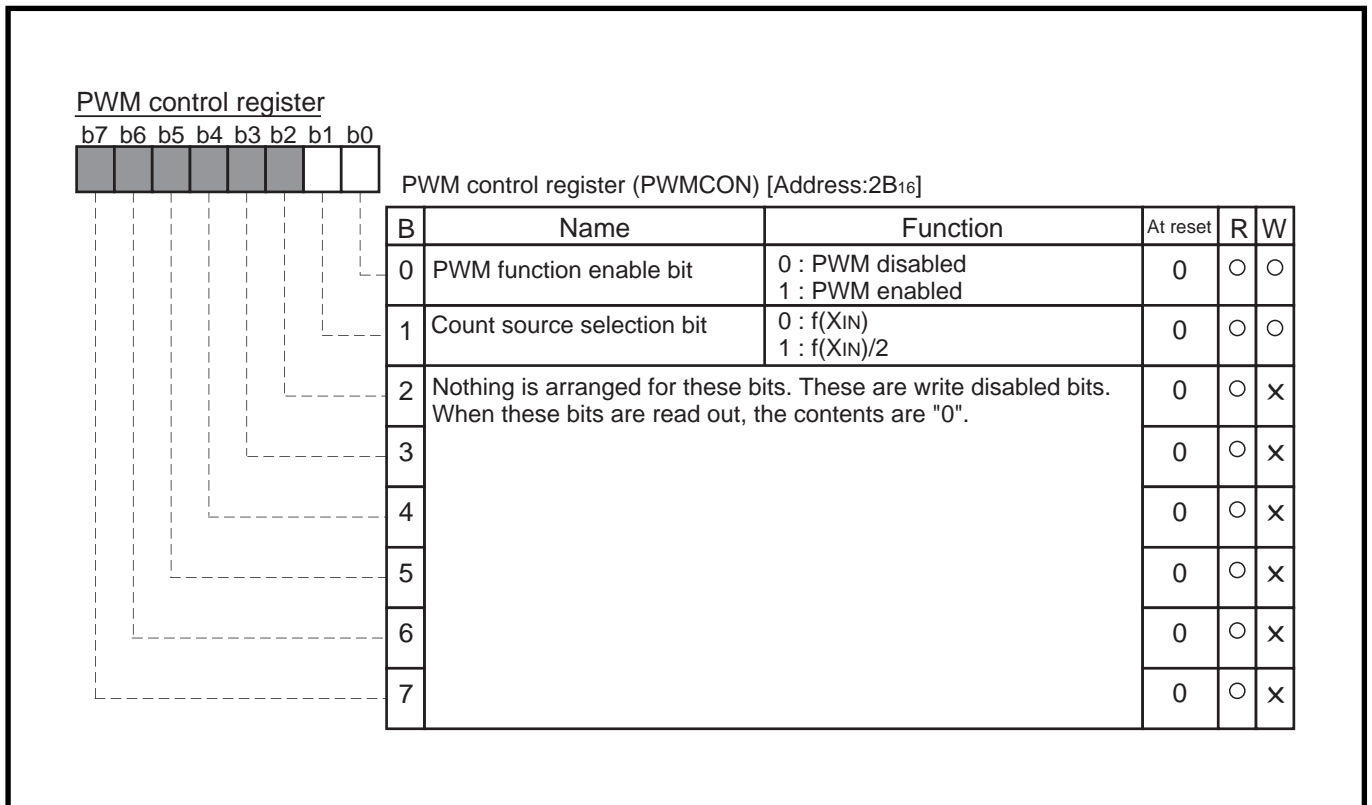 PWM control register
b7 b6 b5 b4 b3 b2 b1 b0
PWM control register (PWMCON) [Address:2B16]
B Name Function At reset R W
0 PWM function enable bit 0 : PWM disabled 0 ○ ○
1 : PWM enabled
1 Count source selection bit 0 : f(XIN) 0 ○ ○
1 : f(XIN)/2
2 Nothing is arranged for these bits. These are write disabled bits. 0 ○ ×
When these bits are read out, the contents are "0".
3 0 ○ ×
4 0 ○ ×
5 0 ○ ×
6 0 ○ ×
7 0 ○ ×